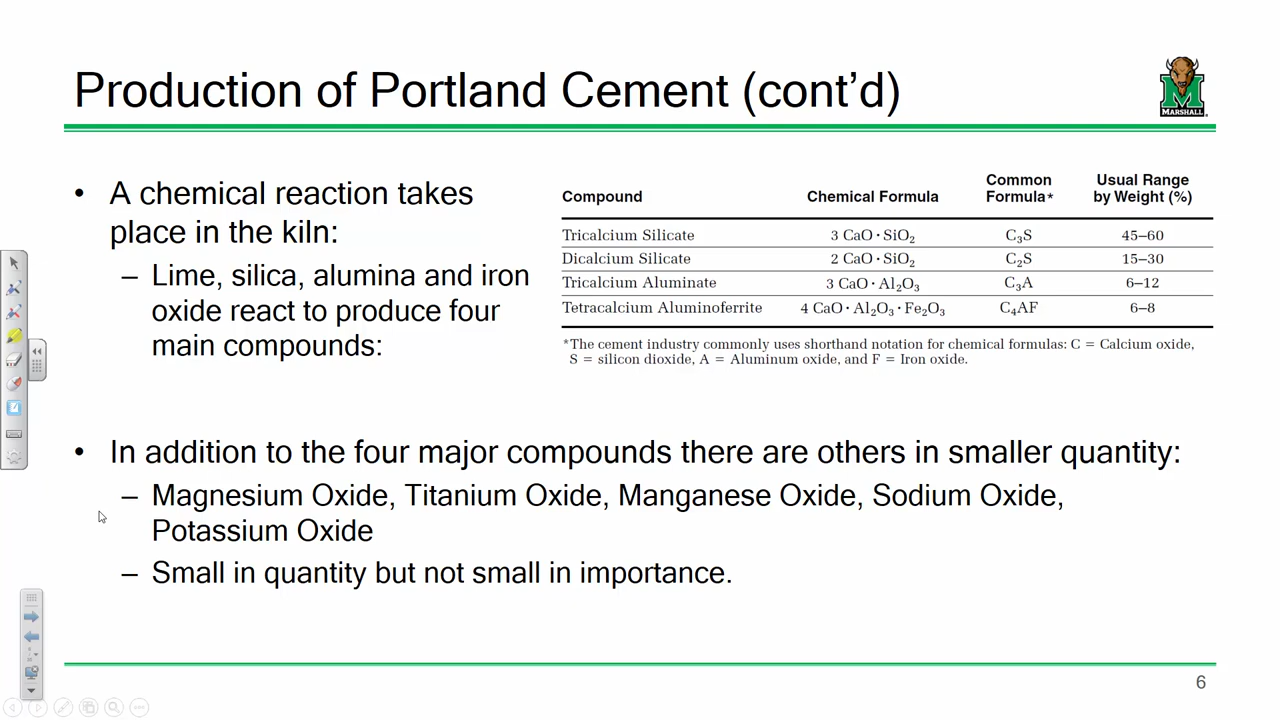 Production of Portland Cement (cont’d)
MARSHALL
• A chemical reaction takes
place in the kiln:
– Lime, silica, alumina and iron
oxide react to produce four
main compounds:
Compound Chemical Formula Common Formula* Usual Range by Weight (%)
Tricalcium Silicate 3 CaO·SiO₂ C₃S 45–60
Dicalcium Silicate 2 CaO·SiO₂ C₂S 15–30
Tricalcium Aluminate 3 CaO·Al₂O₃ C₃A 6–12
Tetracalcium Aluminoferrite 4 CaO·Al₂O₃·Fe₂O₃ C₄AF 6–8
*The cement industry commonly uses shorthand notation for chemical formulas: C = Calcium oxide,
S = silicon dioxide, A = Aluminum oxide, and F = Iron oxide.
• In addition to the four major compounds there are others in smaller quantity:
– Magnesium Oxide, Titanium Oxide, Manganese Oxide, Sodium Oxide,
Potassium Oxide
– Small in quantity but not small in importance.
6